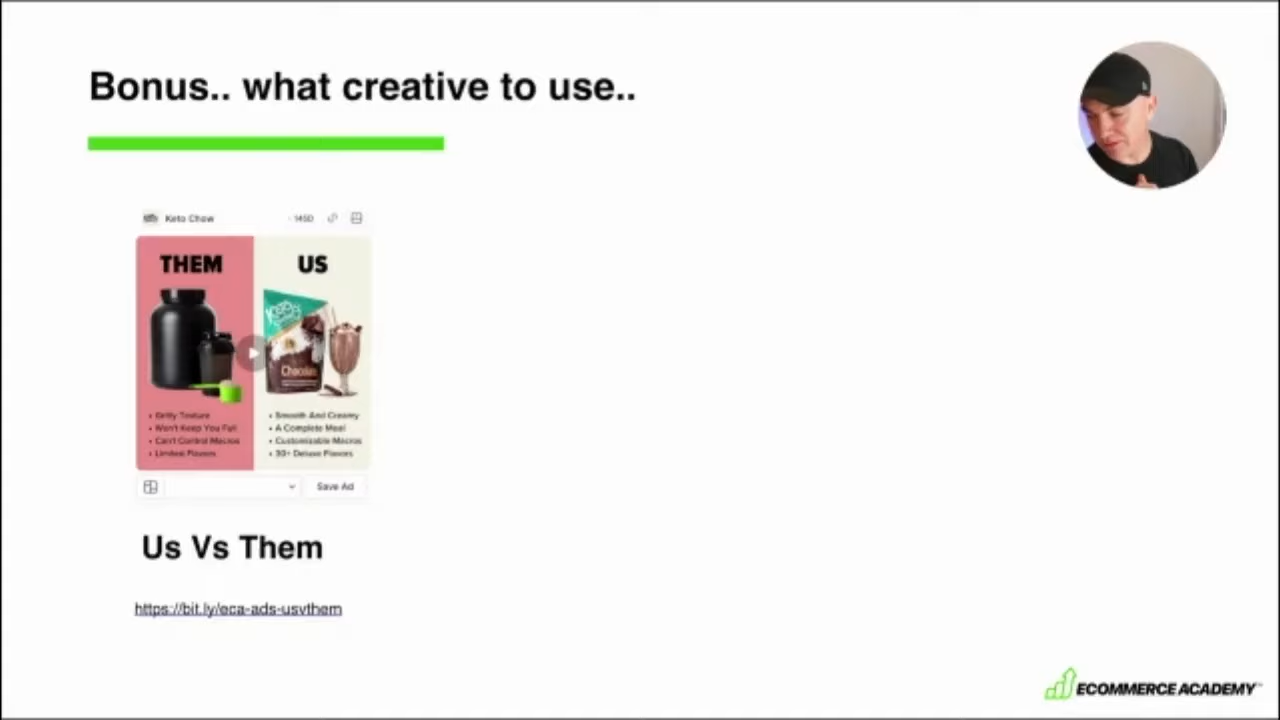 Bonus.. what creative to use..
Keto Chow
145D
THEM
US
Chocolate
• Gritty Texture
• Won't Keep You Full
• Can't Control Macros
• Limited Flavors
• Smooth And Creamy
• A Complete Meal
• Customizable Macros
• 30+ Deluxe Flavors
Save Ad
Us Vs Them
https://bit.ly/eca-ads-usvthem
ECOMMERCE ACADEMY